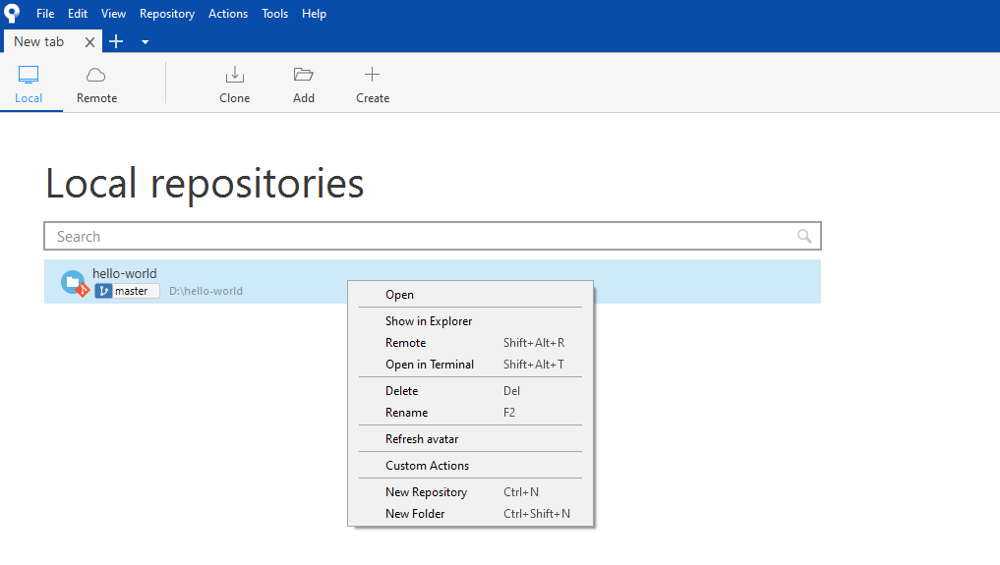 File Edit View Repository Actions Tools Help
New tab
Local Remote Clone Add Create
Local repositories
Search
hello-world
master D:\hello-world
Open
Show in Explorer
Remote Shift+Alt+R
Open in Terminal Shift+Alt+T
Delete Del
Rename F2
Refresh avatar
Custom Actions
New Repository Ctrl+N
New Folder Ctrl+Shift+N